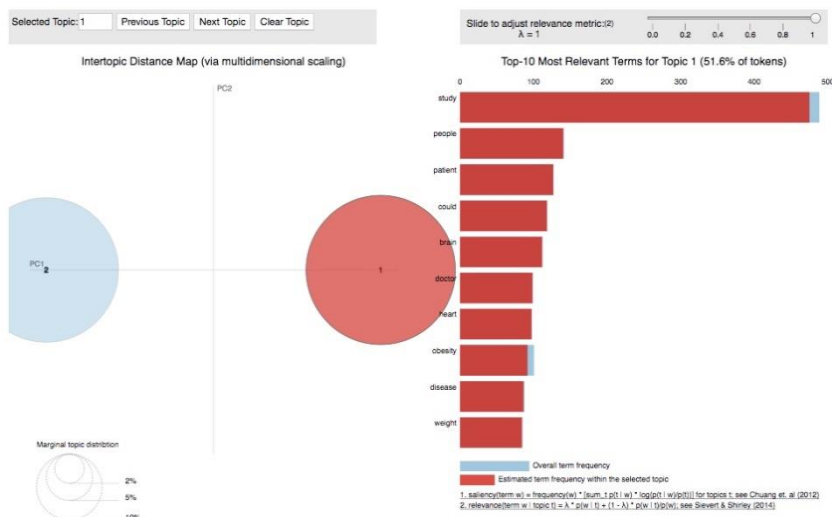 Selected Topic: 1 Previous Topic Next Topic Clear Topic
Slide to adjust relevance metric:(2)
λ = 1
0.0 0.2 0.4 0.6 0.8 1
Intertopic Distance Map (via multidimensional scaling)
PC2
PC1
2
1
Marginal topic distribtion
2%
5%
10%
Top-10 Most Relevant Terms for Topic 1 (51.6% of tokens)
0 100 200 300 400 500
study
people
patient
could
brain
doctor
heart
obesity
disease
weight
Overall term frequency
Estimated term frequency within the selected topic
1. saliency(term w) = frequency(w) * [sum_t p(t | w) * log(p(t | w)/p(t))] for topics t; see Chuang et. al (2012)
2. relevance(term w | topic t) = λ * p(w | t) + (1 - λ) * p(w | t)/p(w); see Sievert & Shirley (2014)